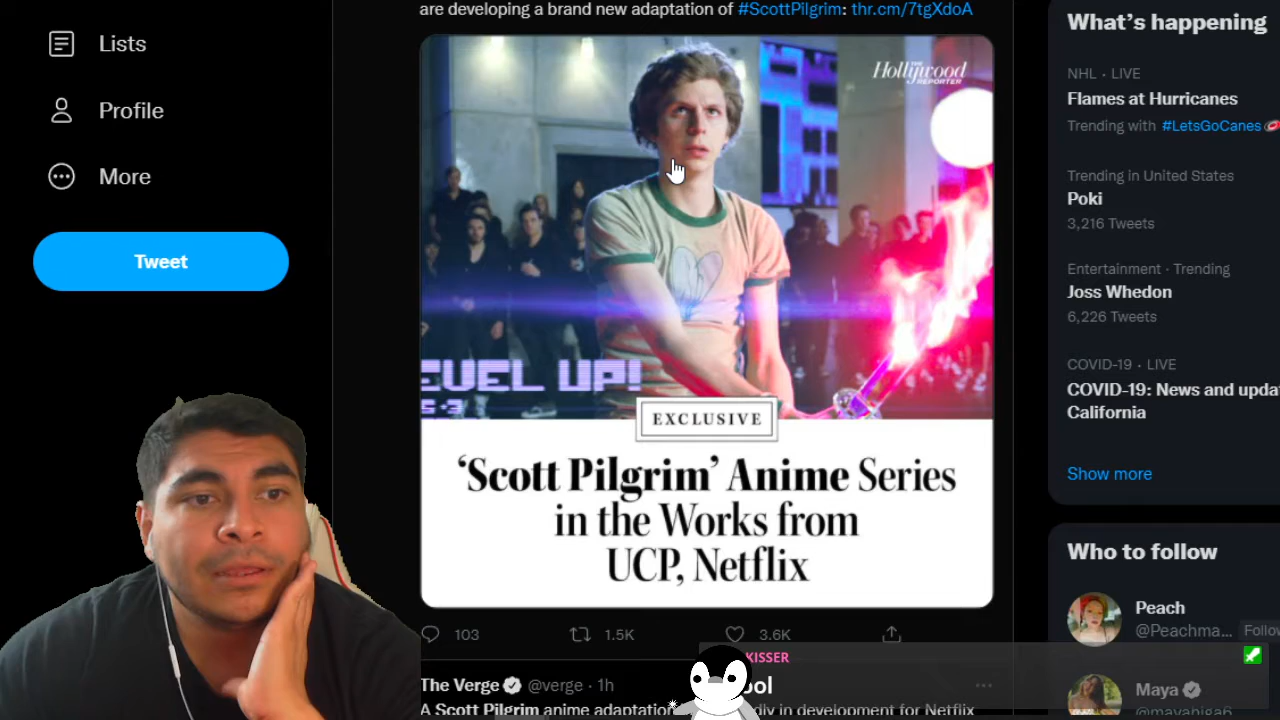 are developing a brand new adaptation of #ScottPilgrim: thr.cm/7tgXdoA
Lists
Profile
More
Tweet
THE
Hollywood
REPORTER
EVEL UP!
EXCLUSIVE
‘Scott Pilgrim’ Anime Series
in the Works from
UCP, Netflix
103
1.5K
3.6K
The Verge @verge · 1h
A Scott Pilgrim anime adaptation
in development for Netflix
KISSER
What’s happening
NHL · LIVE
Flames at Hurricanes
Trending with #LetsGoCanes
Trending in United States
Poki
3,216 Tweets
Entertainment · Trending
Joss Whedon
6,226 Tweets
COVID-19 · LIVE
COVID-19: News and upda
California
Show more
Who to follow
Peach
@Peachma...
Follo
Maya
@mayahiga6